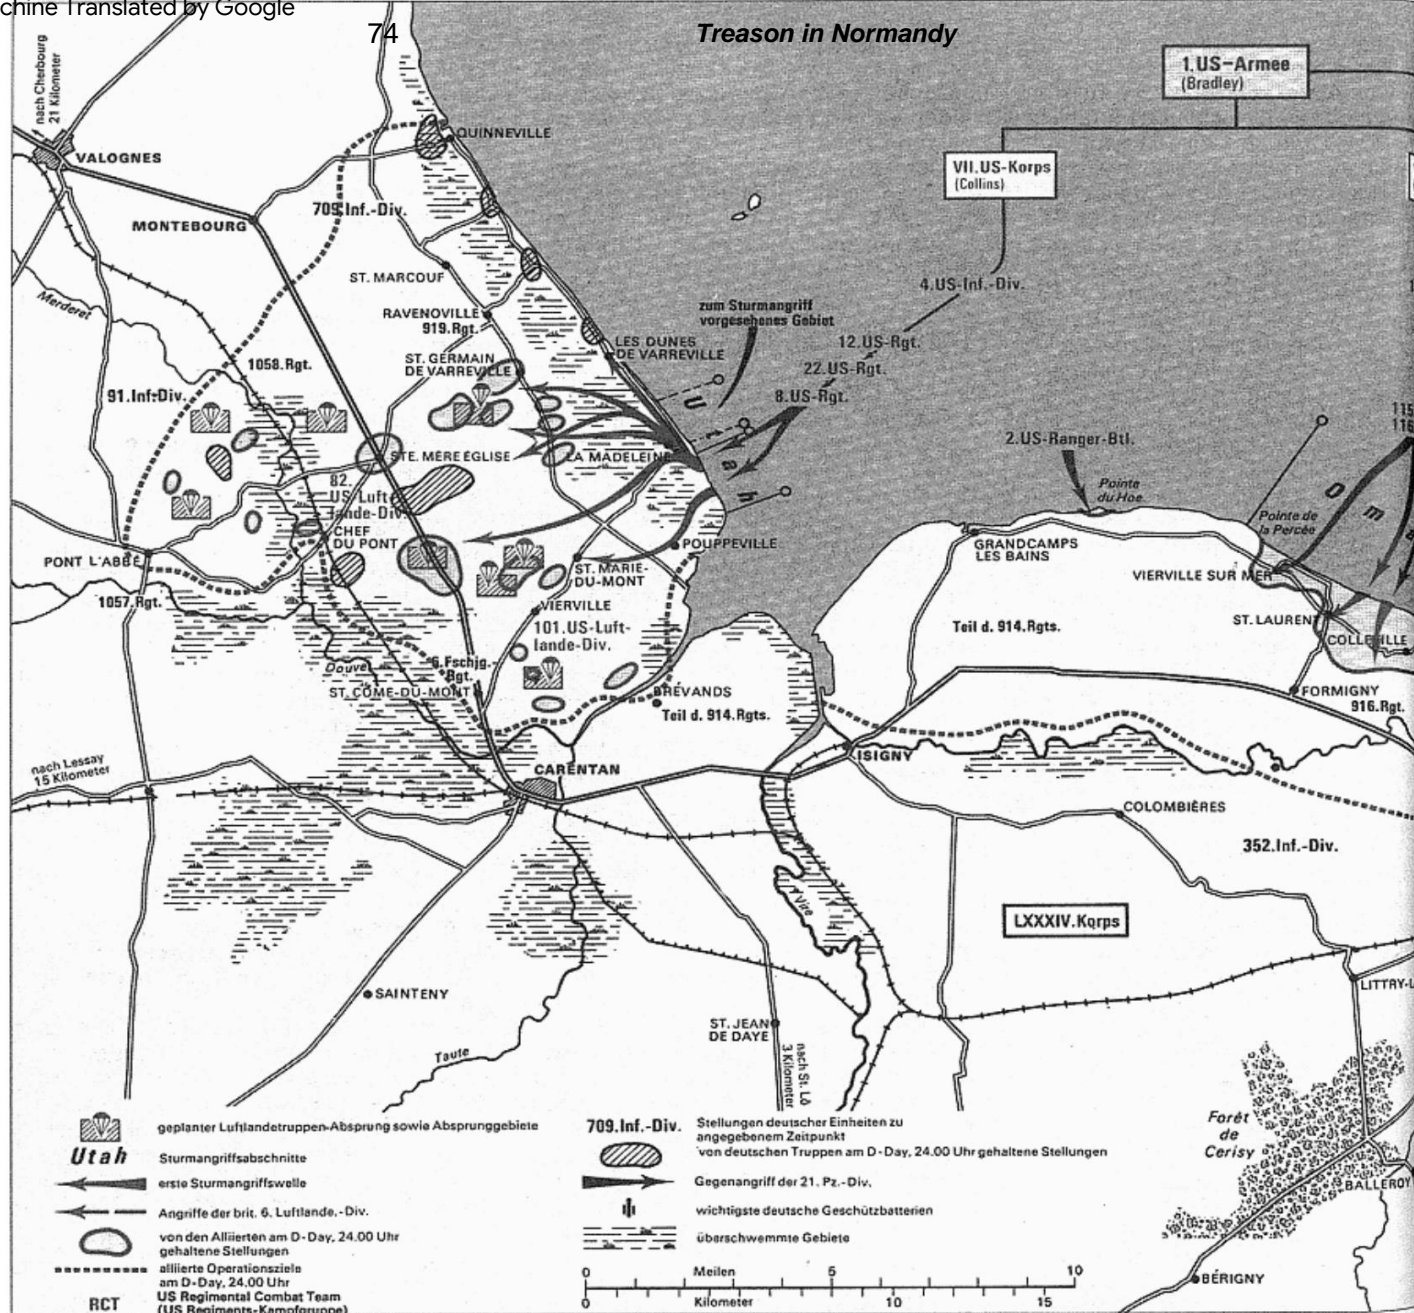 chine Translated by Google
74
Treason in Normandy
1.US-Armee
(Bradley)
VII.US-Korps
(Collins)
nach Cherbourg
21 Kilometer
VALOGNES
QUINNEVILLE
709.Inf.-Div.
MONTEBOURG
ST. MARCOUF
4.US-Inf.-Div.
Merderet
zum Sturmangriff
vorgesehenes Gebiet
RAVENOVILLE
919.Rgt.
12.US-Rgt.
LES DUNES
DE VARREVILLE
ST. GERMAIN
DE VARREVILLE
1058.Rgt.
22.US-Rgt.
91.Inf-Div.
8.US-Rgt.
U t a h
115
116
2.US-Ranger-Btl.
STE. MÈRE ÉGLISE
LA MADELEINE
82.
US-Luft-
lande-Div.
Pointe
du Hoe
O m a
Pointe de
la Percée
CHEF
DU PONT
POUPPEVILLE
GRANDCAMPS
LES BAINS
PONT L'ABBÉ
ST. MARIE-
DU-MONT
VIERVILLE SUR MER
1057.Rgt.
VIERVILLE
101.US-Luft-
lande-Div.
Teil d. 914.Rgts.
ST. LAURENT
COLLEVILLE
Douve
6.Fschjg.-
Rgt.
ST. CÔME-DU-MONT
BRÉVANDS
Teil d. 914.Rgts.
FORMIGNY
916.Rgt.
nach Lessay
15 Kilometer
CARENTAN
ISIGNY
COLOMBIÈRES
352.Inf.-Div.
Vire
LXXXIV.Korps
SAINTENY
LITTRY-L
ST. JEAN
DE DAYE
nach St. Lô
3 Kilometer
Taute
Forêt
de
Cerisy
BALLEROY
BÉRIGNY
geplanter Luftlandetruppen-Absprung sowie Absprunggebiete
Utah Sturmangriffsabschnitte
erste Sturmangriffswelle
Angriffe der brit. 6. Luftlande.-Div.
von den Alliierten am D-Day, 24.00 Uhr
gehaltene Stellungen
alliierte Operationsziele
am D-Day, 24.00 Uhr
RCT US Regimental Combat Team
(US Regiments-Kampfgruppe)
709.Inf.-Div. Stellungen deutscher Einheiten zu
angegebenem Zeitpunkt
von deutschen Truppen am D-Day, 24.00 Uhr gehaltene Stellungen
Gegenangriff der 21. Pz.-Div.
wichtigste deutsche Geschützbatterien
überschwemmte Gebiete
0 Meilen 5 10
0 Kilometer 10 15